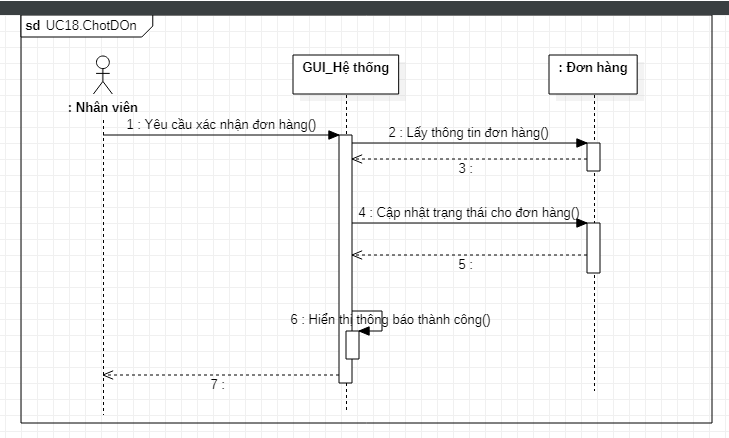 sd UC18.ChotDOn
: Nhân viên
GUI_Hệ thống
: Đơn hàng
1 : Yêu cầu xác nhận đơn hàng()
2 : Lấy thông tin đơn hàng()
3 :
4 : Cập nhật trạng thái cho đơn hàng()
5 :
6 : Hiển thị thông báo thành công()
7 :